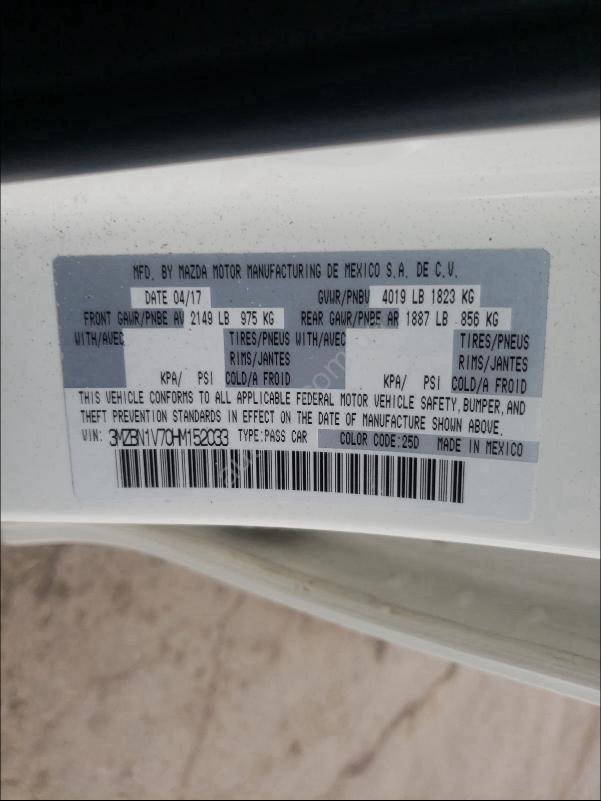 MFD. BY MAZDA MOTOR MANUFACTURING DE MEXICO S.A. DE C.V.
DATE 04/17 GVWR/PNBV 4019 LB 1823 KG
FRONT GAWR/PNBE AV 2149 LB 975 KG REAR GAWR/PNBE AR 1887 LB 856 KG
WITH/AVEC TIRES/PNEUS WITH/AVEC TIRES/PNEUS
RIMS/JANTES RIMS/JANTES
KPA/ PSI COLD/A FROID KPA/ PSI COLD/A FROID
THIS VEHICLE CONFORMS TO ALL APPLICABLE FEDERAL MOTOR VEHICLE SAFETY, BUMPER, AND
THEFT PREVENTION STANDARDS IN EFFECT ON THE DATE OF MANUFACTURE SHOWN ABOVE.
VIN: 3MZBN1V70HM152033 TYPE:PASS CAR COLOR CODE:25D MADE IN MEXICO